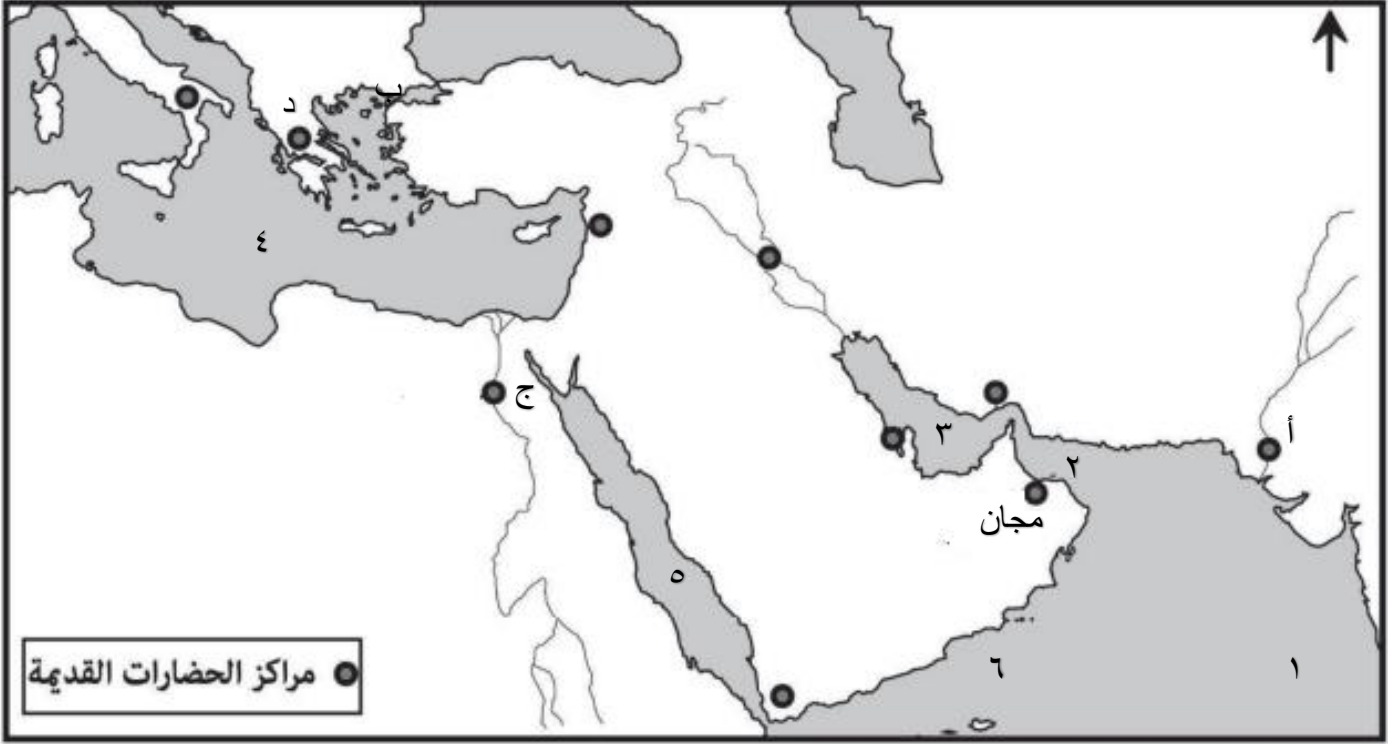 ب
د
٤
ج
٣
أ
٢
مجان
٥
٦
١
مراكز الحضارات القديمة